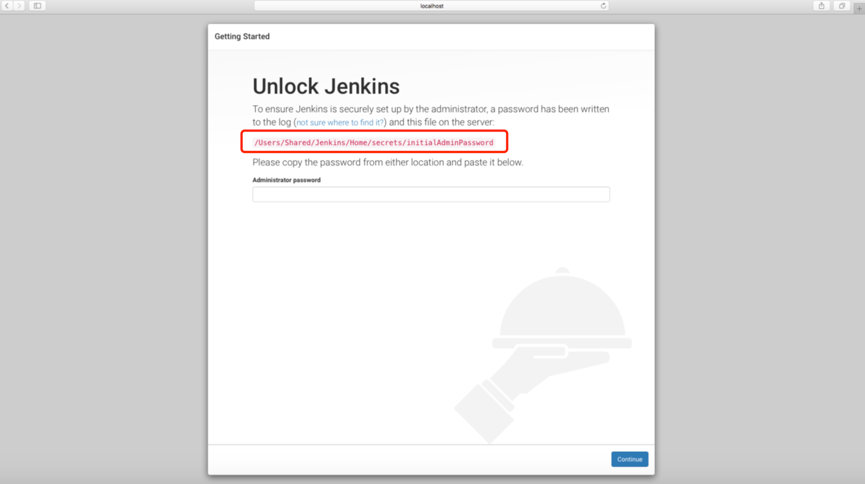 localhost
Getting Started
Unlock Jenkins
To ensure Jenkins is securely set up by the administrator, a password has been written
to the log (not sure where to find it?) and this file on the server:
/Users/Shared/Jenkins/Home/secrets/initialAdminPassword
Please copy the password from either location and paste it below.
Administrator password
Continue